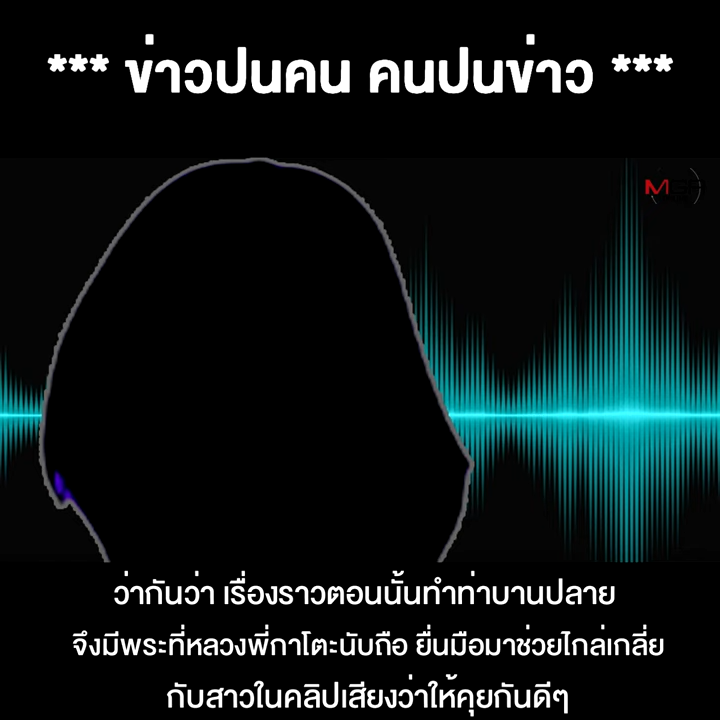 *** ข่าวปนคน คนปนข่าว ***
ว่ากันว่า เรื่องราวตอนนั้นทำท่าบานปลาย
จึงมีพระที่หลวงพี่กาโตะนับถือ ยื่นมือมาช่วยไกล่เกลี่ย
กับสาวในคลิปเสียงว่าให้คุยกันดีๆ